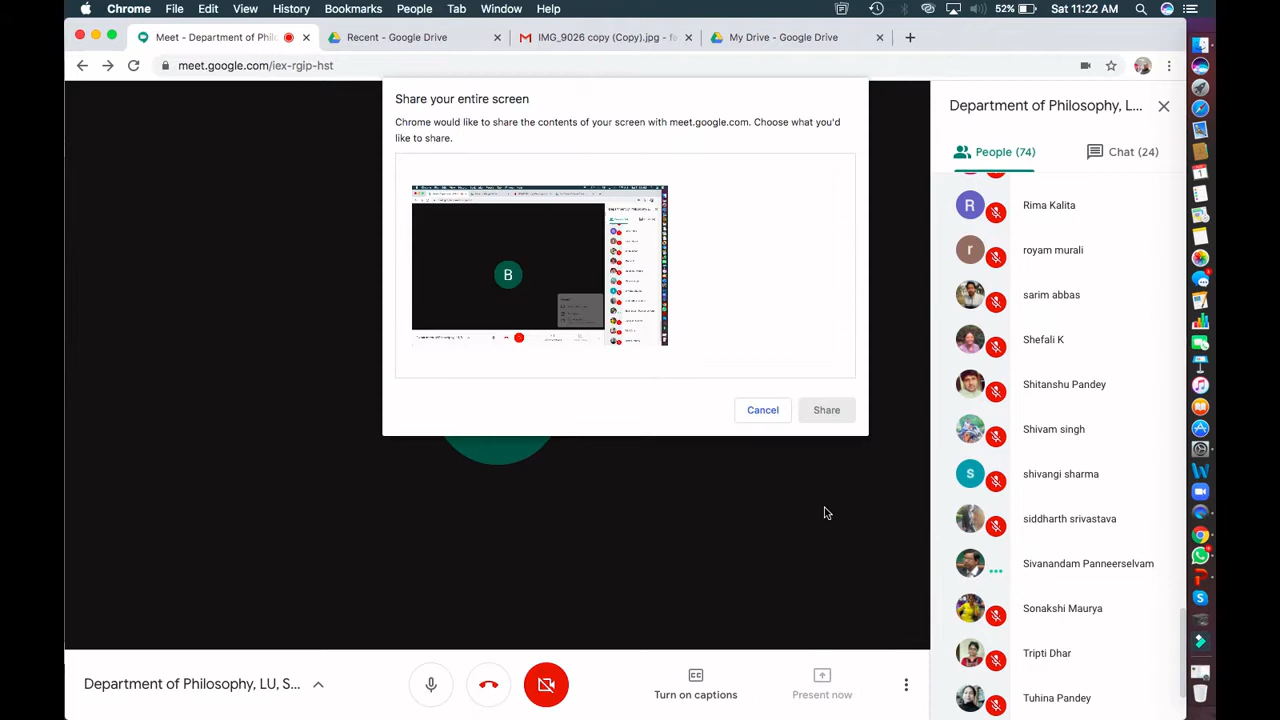 Chrome File Edit View History Bookmarks People Tab Window Help 52% Sat 11:22 AM
Meet - Department of Phil
Recent - Google Drive
IMG_9026 copy (Copy).jpg - fe
My Drive - Google Drive
meet.google.com/iex-rgip-hst
Share your entire screen
Chrome would like to share the contents of your screen with meet.google.com. Choose what you'd
like to share.
B
Cancel Share
Department of Philosophy, L...
People (74) Chat (24)
R Rima Kalita
r royam murali
sarim abbas
Shefali K
Shitanshu Pandey
Shivam singh
s shivangi sharma
siddharth srivastava
Sivanandam Panneerselvam
Sonakshi Maurya
Tripti Dhar
Tuhina Pandey
Department of Philosophy, LU, S...
Turn on captions
Present now